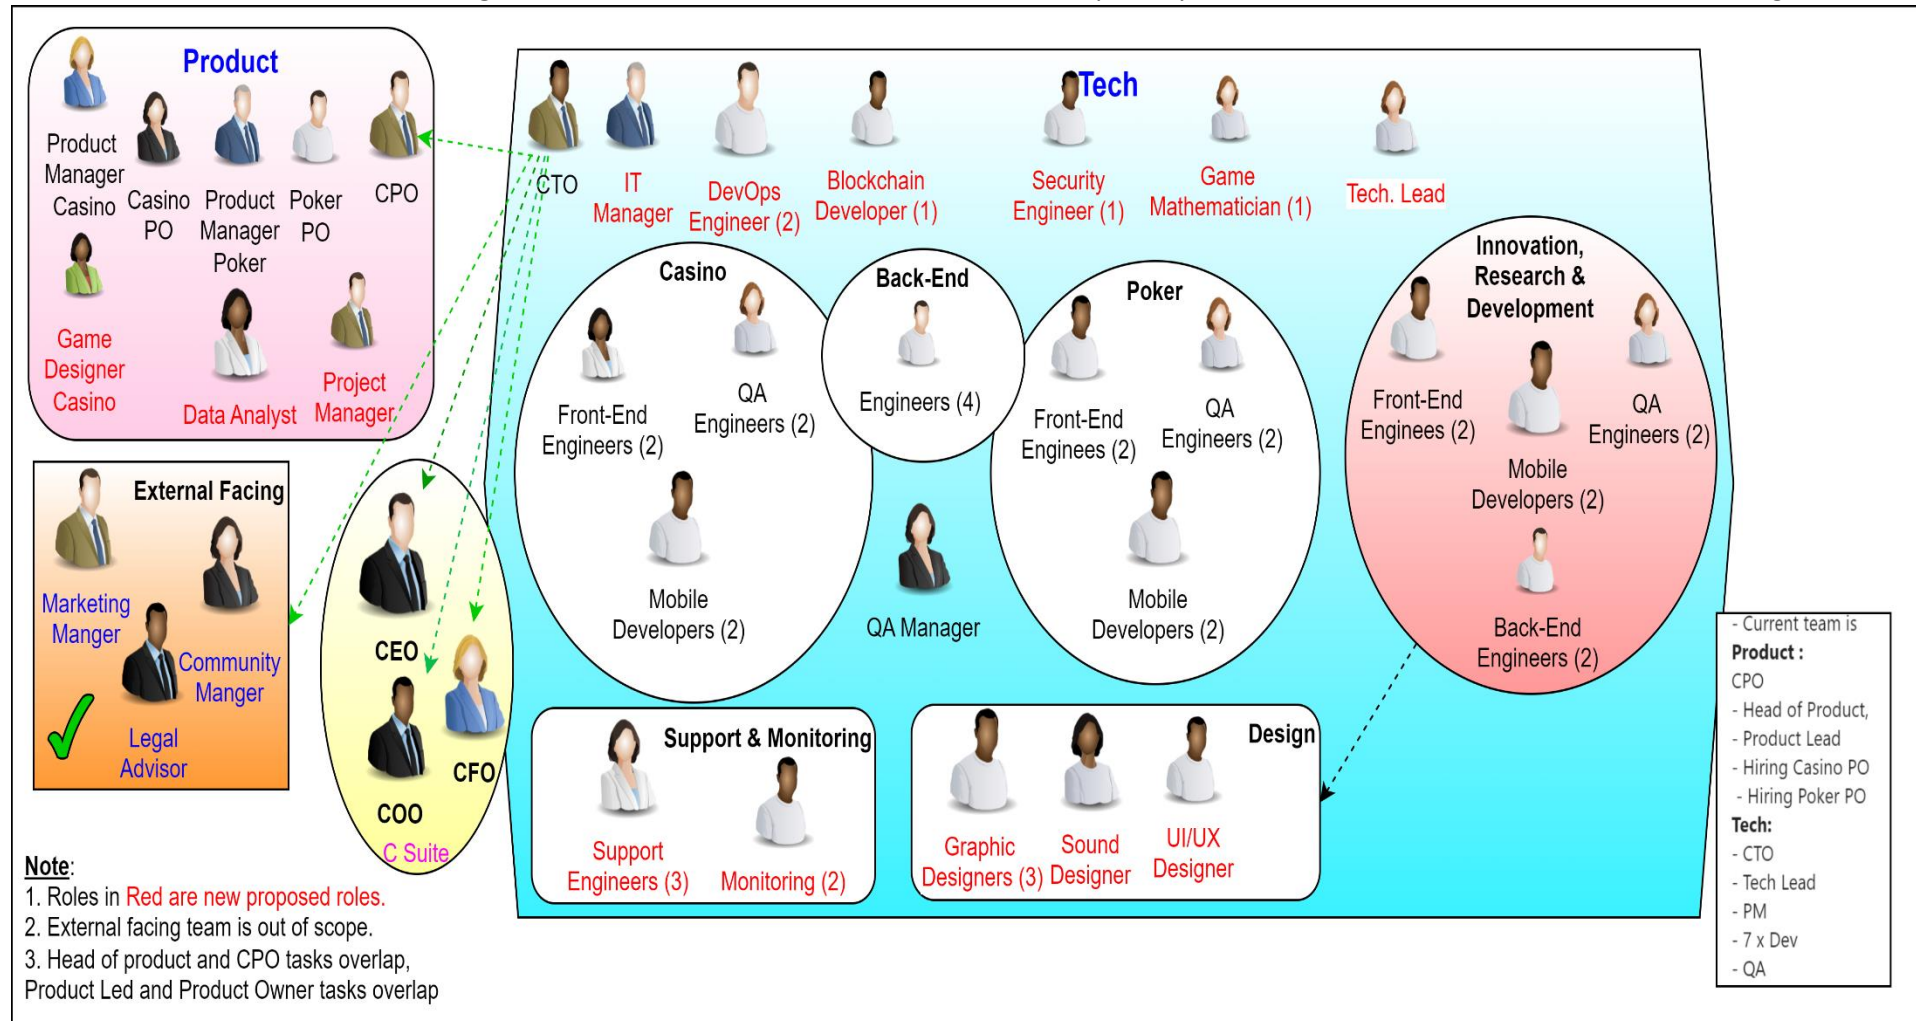 Product
Product
Manager
Casino
Casino
PO
Product
Manager
Poker
Poker
PO
CPO
Game
Designer
Casino
Data Analyst
Project
Manager
Tech
CTO
IT
Manager
DevOps
Engineer (2)
Blockchain
Developer (1)
Security
Engineer (1)
Game
Mathematician (1)
Tech. Lead
Casino
Front-End
Engineers (2)
QA
Engineers (2)
Mobile
Developers (2)
Back-End
Engineers (4)
QA Manager
Poker
Front-End
Enginees (2)
QA
Engineers (2)
Mobile
Developers (2)
Innovation,
Research &
Development
Front-End
Enginees (2)
QA
Engineers (2)
Mobile
Developers (2)
Back-End
Engineers (2)
External Facing
Marketing
Manger
Community
Manger
Legal
Advisor
CEO
CFO
COO
C Suite
Support & Monitoring
Support
Engineers (3)
Monitoring (2)
Design
Graphic
Designers (3)
Sound
Designer
UI/UX
Designer
Note:
1. Roles in Red are new proposed roles.
2. External facing team is out of scope.
3. Head of product and CPO tasks overlap,
Product Led and Product Owner tasks overlap
- Current team is
Product :
CPO
- Head of Product,
- Product Lead
- Hiring Casino PO
- Hiring Poker PO
Tech:
- CTO
- Tech Lead
- PM
- 7 x Dev
- QA